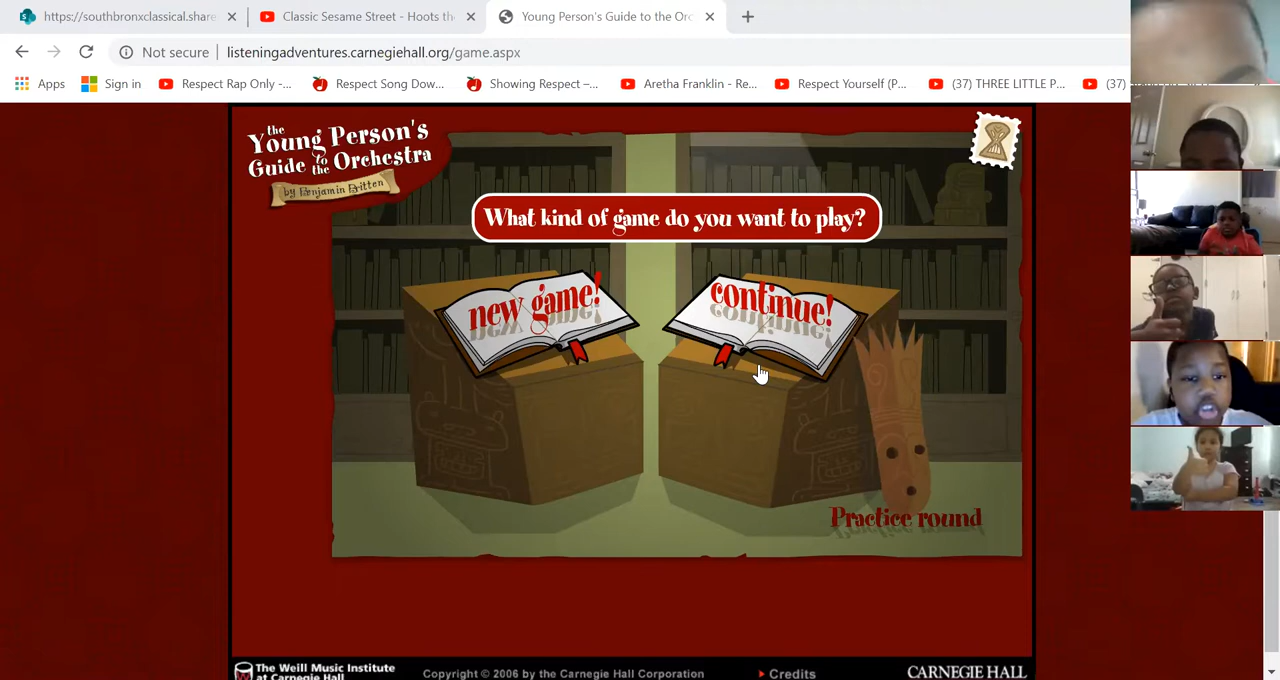 https://southbronxclassical.share
Classic Sesame Street - Hoots th
Young Person's Guide to the Orc
Not secure
listeningadventures.carnegiehall.org/game.aspx
Apps
Sign in
Respect Rap Only -...
Respect Song Dow...
Showing Respect –...
Aretha Franklin - Re...
Respect Yourself (P...
(37) THREE LITTLE P...
(37)
the
Young Person's
Guide to the Orchestra
by Benjamin Britten
What kind of game do you want to play?
new game!
continue!
Practice round
The Weill Music Institute
at Carnegie Hall
Copyright © 2006 by the Carnegie Hall Corporation
Credits
CARNEGIE HALL